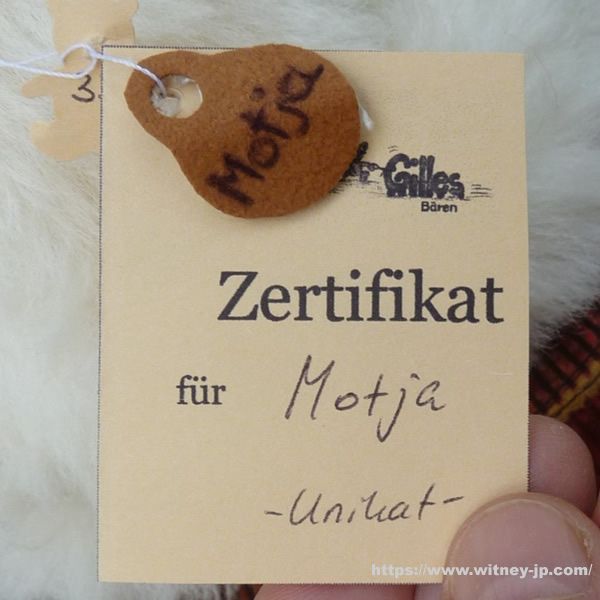 3.
Motja
Gilles
Bären
Zertifikat
für Motja
-Unikat-
https://www.witney-jp.com/